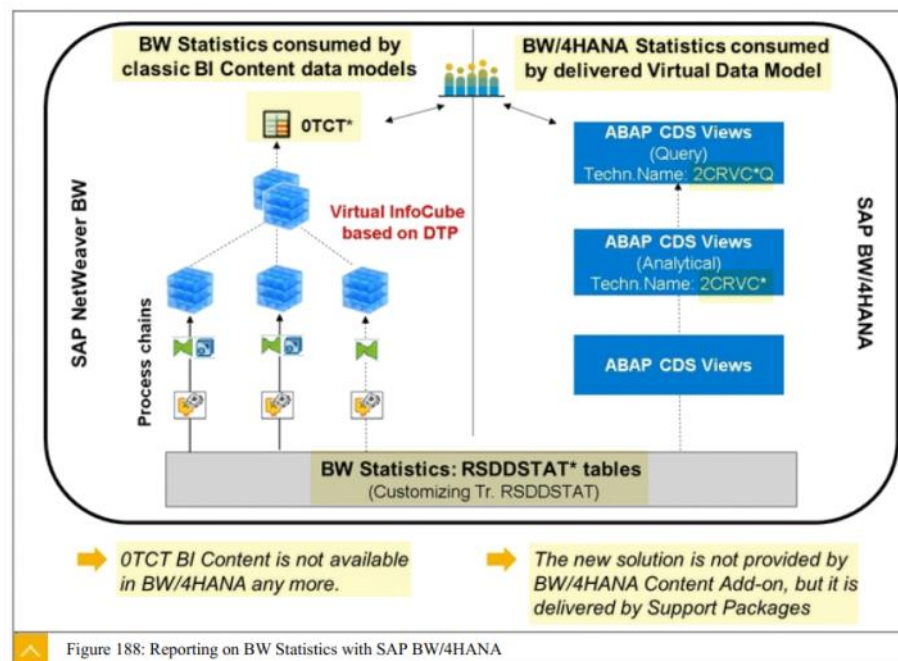 BW Statistics consumed by
classic BI Content data models
BW/4HANA Statistics consumed
by delivered Virtual Data Model
0TCT*
Virtual InfoCube
based on DTP
SAP NetWeaver BW
Process chains
ABAP CDS Views
(Query)
Techn.Name: 2CRVC*Q
ABAP CDS Views
(Analytical)
Techn.Name: 2CRVC*
ABAP CDS Views
SAP BW/4HANA
BW Statistics: RSDDSTAT* tables
(Customizing Tr. RSDDSTAT)
0TCT BI Content is not available
in BW/4HANA any more.
The new solution is not provided by
BW/4HANA Content Add-on, but it is
delivered by Support Packages
Figure 188: Reporting on BW Statistics with SAP BW/4HANA